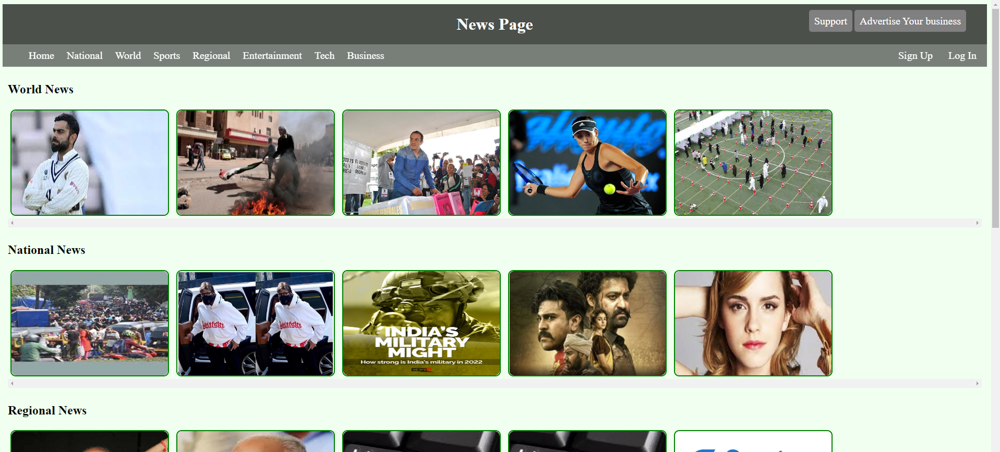 News Page
Support
Advertise Your business
Home National World Sports Regional Entertainment Tech Business
Sign Up Log In
World News
National News
INDIA'S
MILITARY
MIGHT
How strong is India's military in 2022
NEWS
Regional News